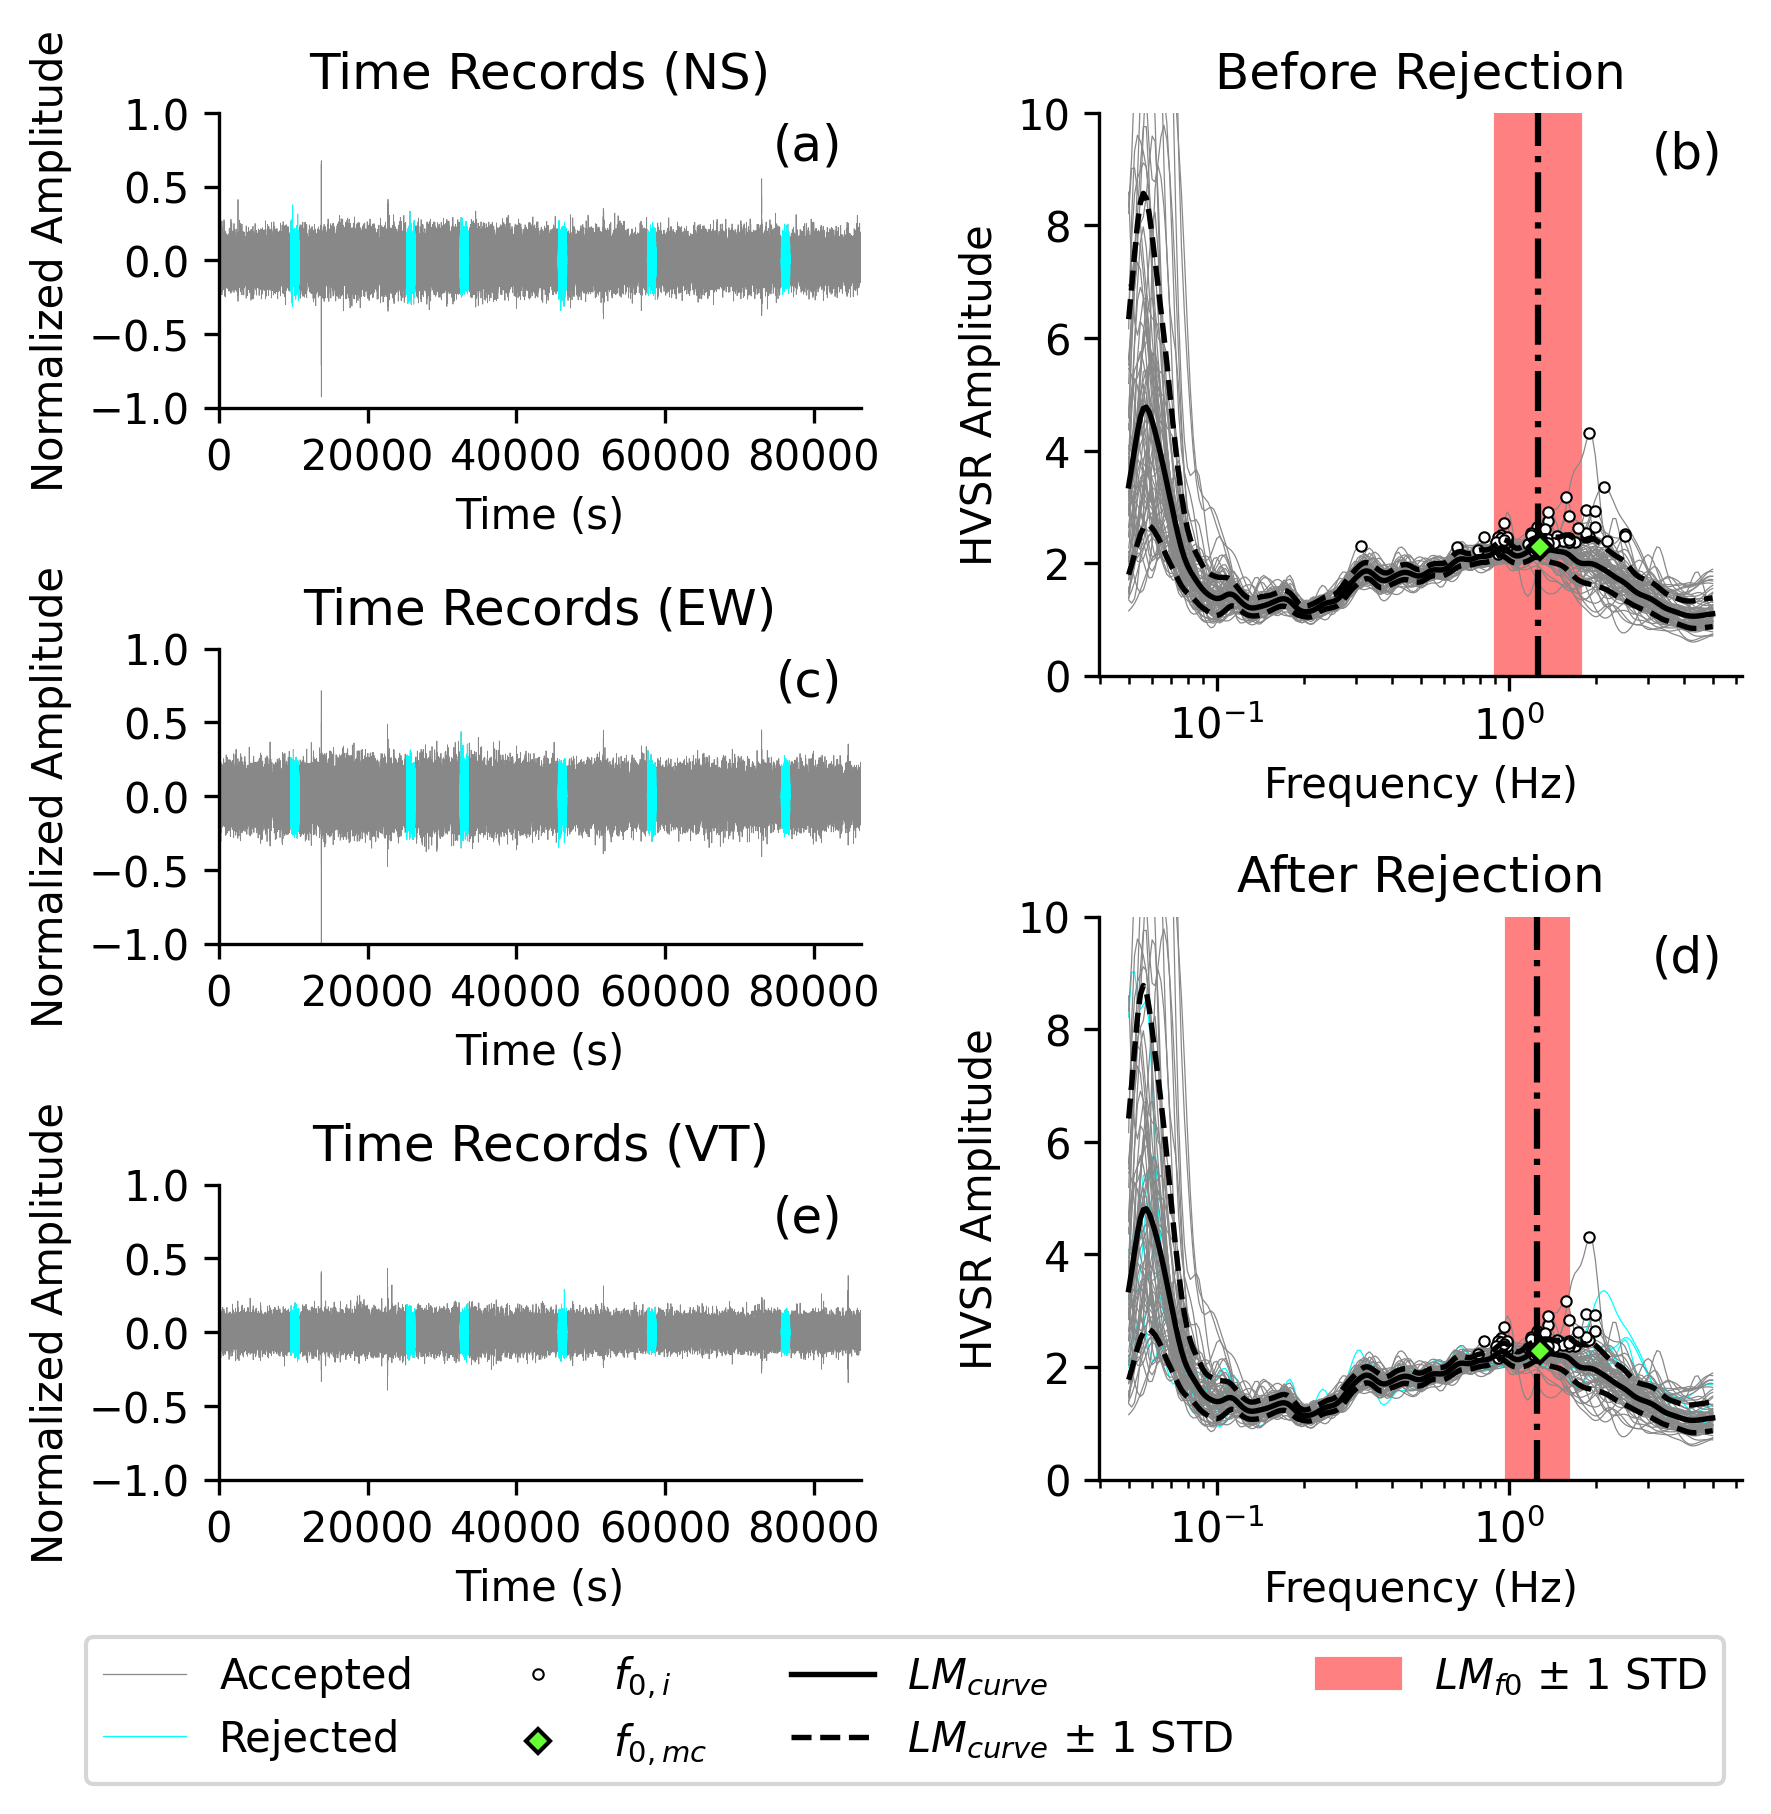 Time Records (NS)
(a)
Normalized Amplitude
1.0
0.5
0.0
−0.5
−1.0
0 20000 40000 60000 80000
Time (s)
Before Rejection
(b)
HVSR Amplitude
10
8
6
4
2
0
10⁻¹ 10⁰
Frequency (Hz)
Time Records (EW)
(c)
Normalized Amplitude
1.0
0.5
0.0
−0.5
−1.0
0 20000 40000 60000 80000
Time (s)
After Rejection
(d)
HVSR Amplitude
10
8
6
4
2
0
10⁻¹ 10⁰
Frequency (Hz)
Time Records (VT)
(e)
Normalized Amplitude
1.0
0.5
0.0
−0.5
−1.0
0 20000 40000 60000 80000
Time (s)
Accepted
Rejected
f0,i
f0,mc
LMcurve
LMcurve ± 1 STD
LMf0 ± 1 STD